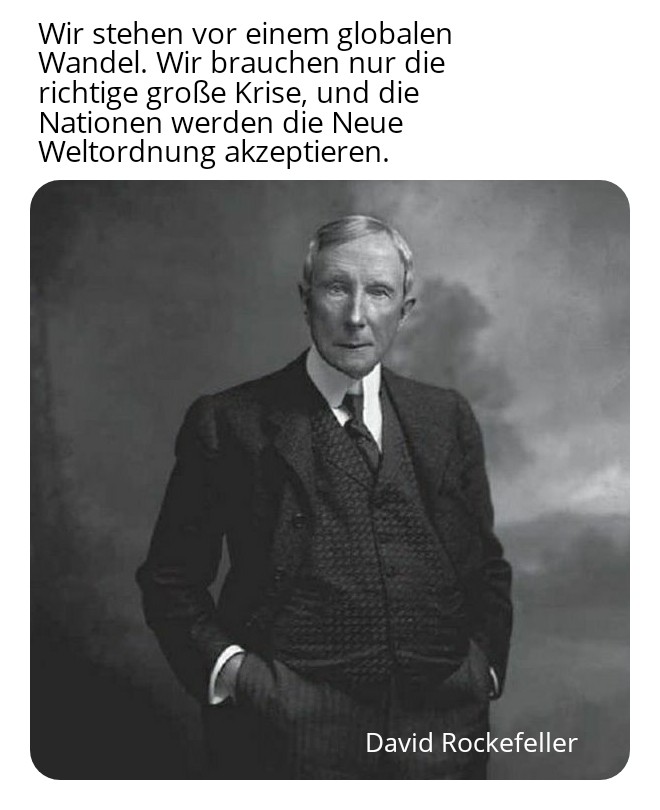 Wir stehen vor einem globalen
Wandel. Wir brauchen nur die
richtige große Krise, und die
Nationen werden die Neue
Weltordnung akzeptieren.
David Rockefeller